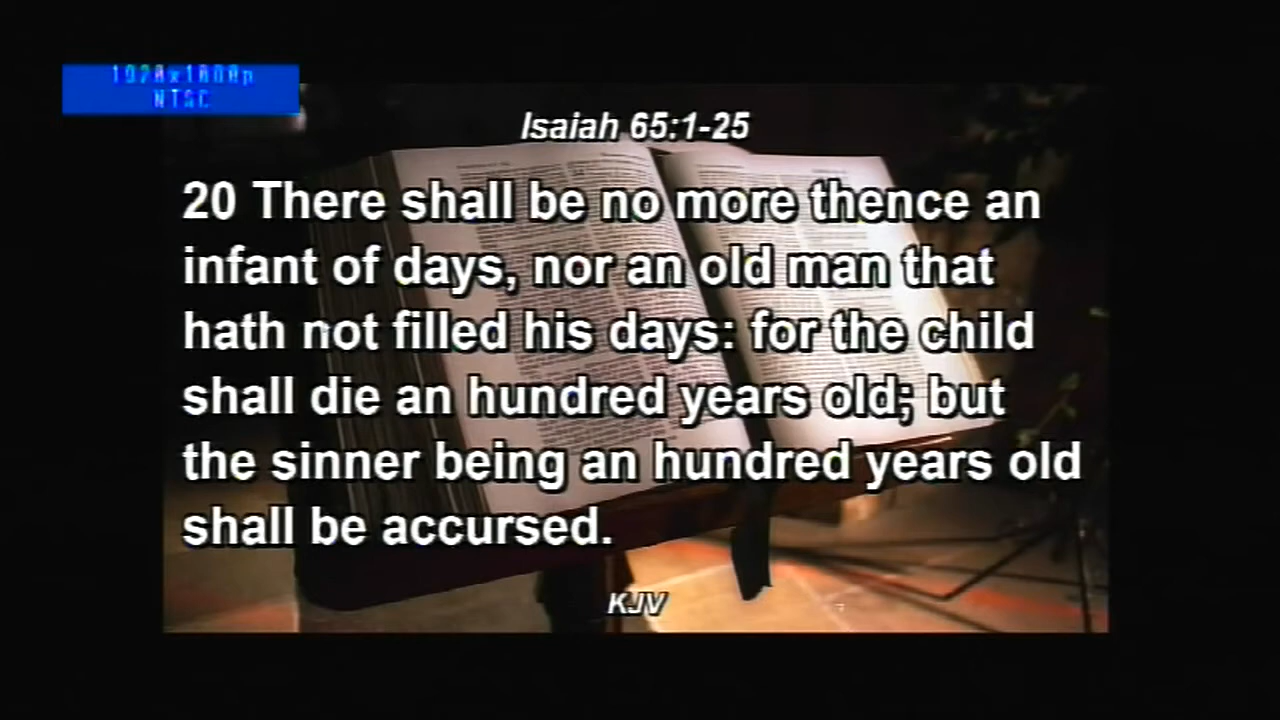 1920x1080p
NTSC
Isaiah 65:1-25
20 There shall be no more thence an
infant of days, nor an old man that
hath not filled his days: for the child
shall die an hundred years old; but
the sinner being an hundred years old
shall be accursed.
KJV